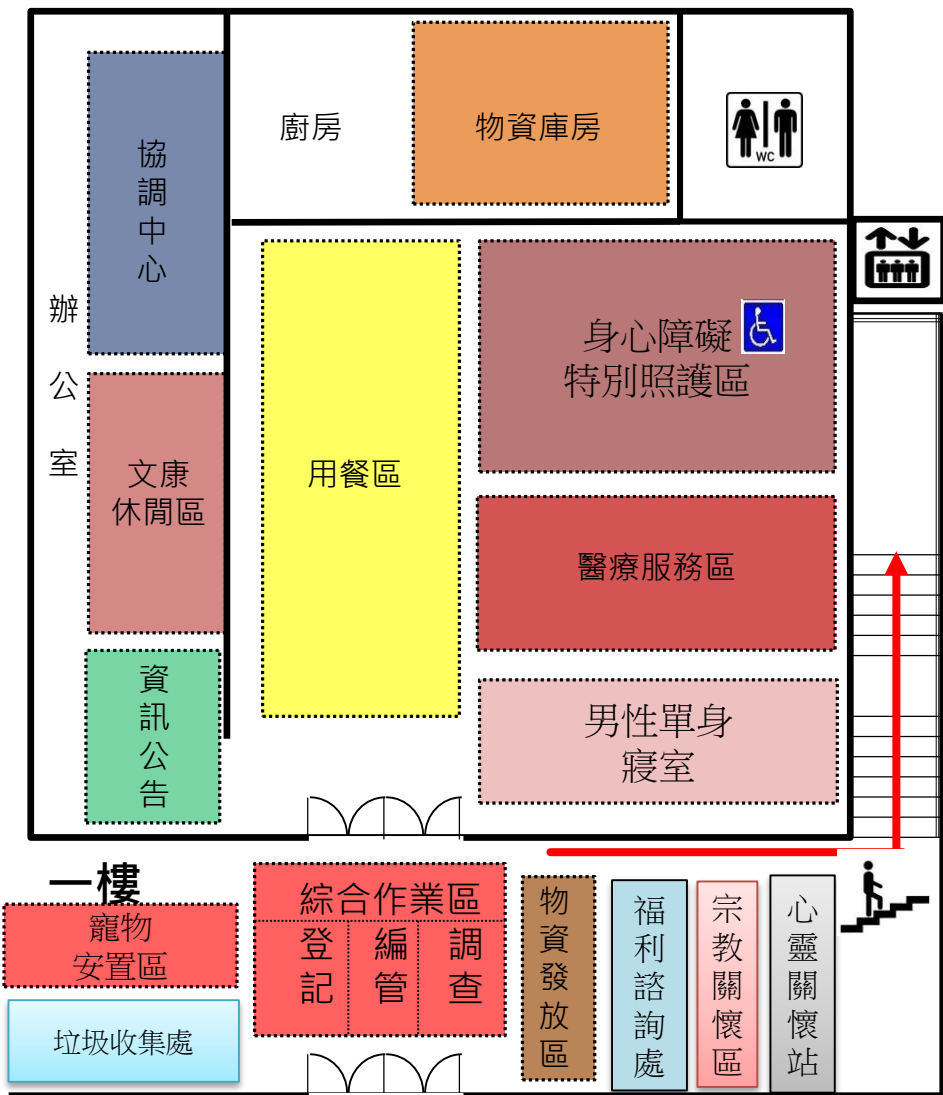 廚房
物資庫房
WC
協調中心
辦公室
身心障礙
特別照護區
用餐區
文康
休閒區
醫療服務區
資訊公告
男性單身
寢室
一樓
寵物
安置區
垃圾收集處
綜合作業區
登記
編管
調查
物資發放區
福利諮詢處
宗教關懷區
心靈關懷站